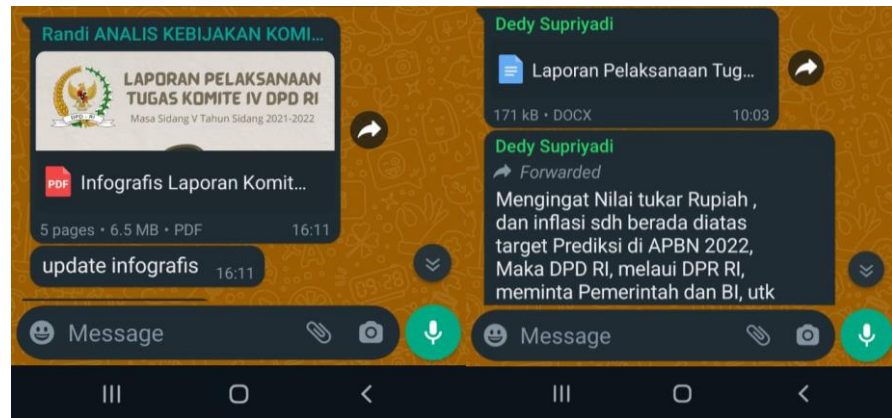 Randi ANALIS KEBIJAKAN KOMI...
LAPORAN PELAKSANAAN
TUGAS KOMITE IV DPD RI
Masa Sidang V Tahun Sidang 2021-2022
DPD - RI
PDF
Infografis Laporan Komit...
5 pages • 6.5 MB • PDF 16:11
update infografis 16:11
Message
Dedy Supriyadi
Laporan Pelaksanaan Tug...
171 kB • DOCX 10:03
Dedy Supriyadi
Forwarded
Mengingat Nilai tukar Rupiah ,
dan inflasi sdh berada diatas
target Prediksi di APBN 2022,
Maka DPD RI, melaui DPR RI,
meminta Pemerintah dan BI, utk
Message